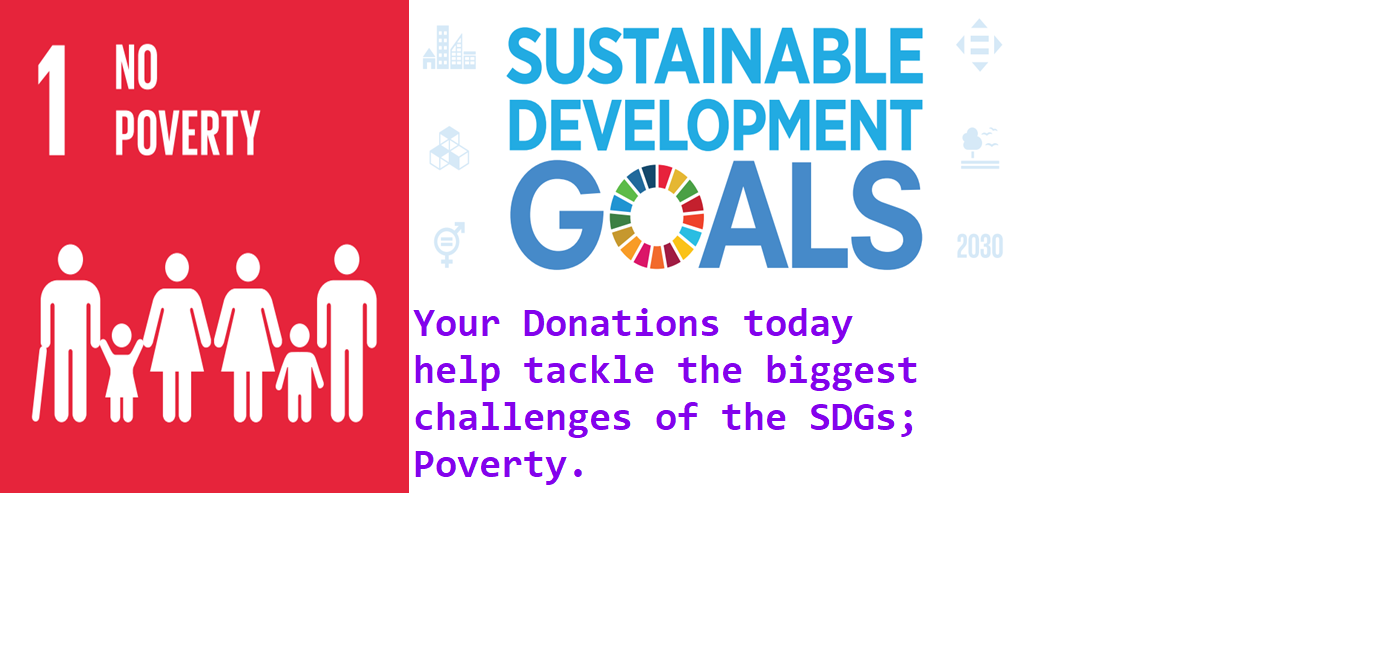 1 NO
POVERTY
SUSTAINABLE
DEVELOPMENT
GOALS
2030
Your Donations today
help tackle the biggest
challenges of the SDGs;
Poverty.